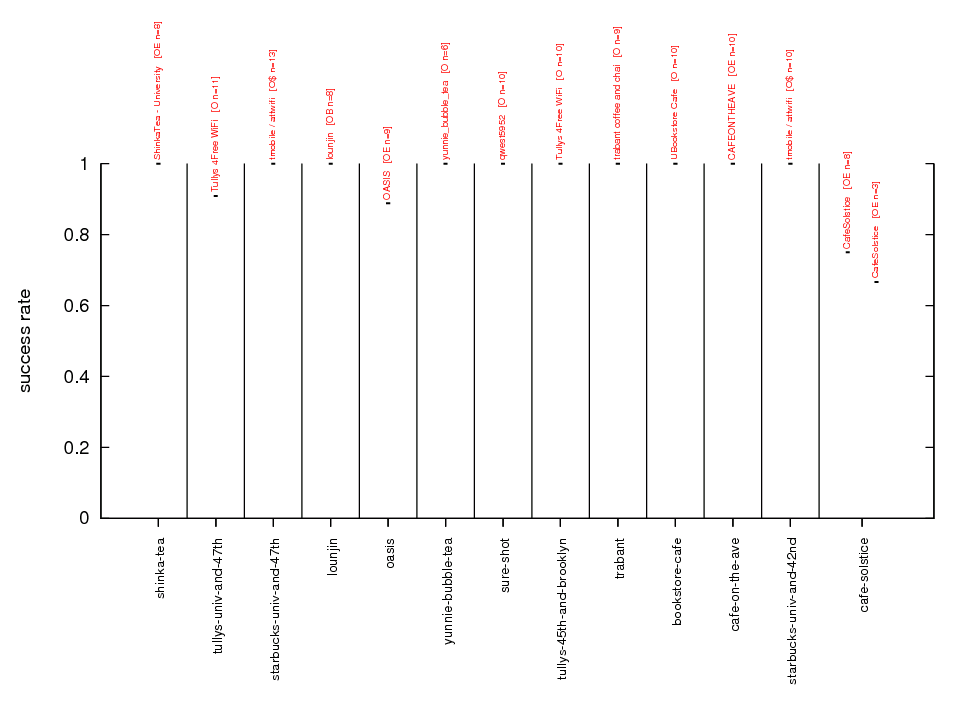 ShinkaTea - University [OE n=8]
Tullys 4Free WiFi [O n=11]
tmobile / attwifi [O$ n=13]
lounjin [OB n=8]
OASIS [OE n=9]
yunnie_bubble_tea [O n=6]
qwest5952 [O n=10]
Tullys 4Free WiFi [O n=10]
trabant coffee and chai [O n=9]
UBookstore Cafe [O n=10]
CAFEONTHEAVE [OE n=10]
tmobile / attwifi [O$ n=10]
CafeSolstice [OE n=8]
CafeSolstice [OE n=3]
success rate
1
0.8
0.6
0.4
0.2
0
shinka-tea
tullys-univ-and-47th
starbucks-univ-and-47th
lounjin
oasis
yunnie-bubble-tea
sure-shot
tullys-45th-and-brooklyn
trabant
bookstore-cafe
cafe-on-the-ave
starbucks-univ-and-42nd
cafe-solstice